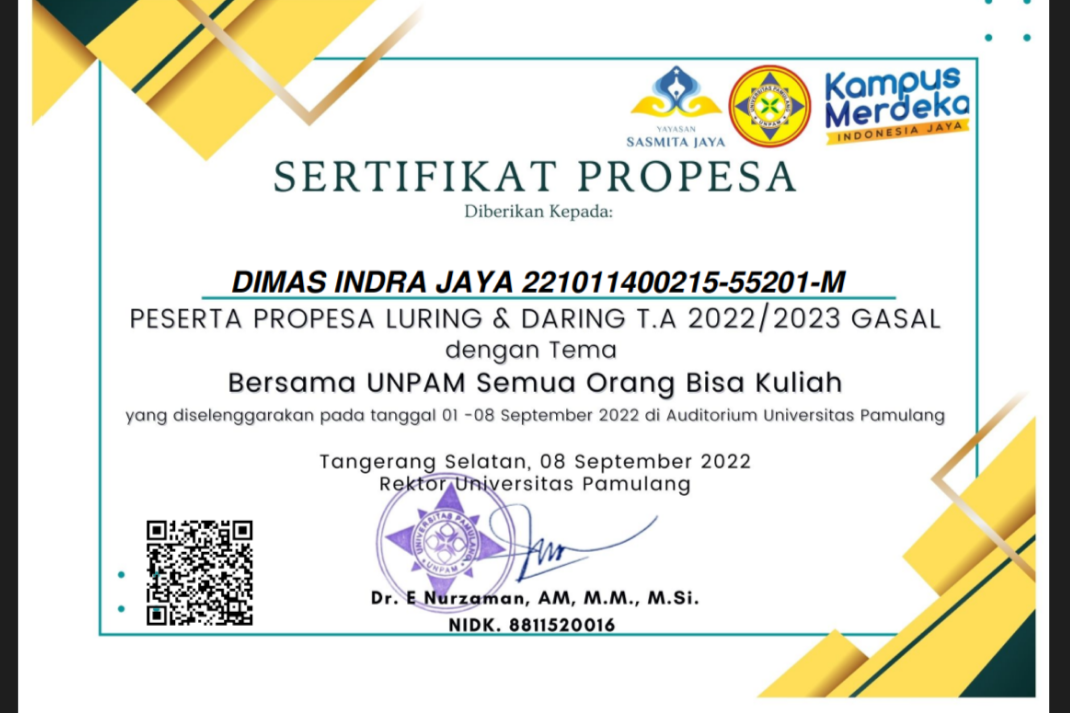 YAYASAN
SASMITA JAYA
UNIVERSITAS PAMULANG
UNPAM
Kampus
Merdeka
INDONESIA JAYA
SERTIFIKAT PROPESA
Diberikan Kepada:
DIMAS INDRA JAYA 221011400215-55201-M
PESERTA PROPESA LURING & DARING T.A 2022/2023 GASAL
dengan Tema
Bersama UNPAM Semua Orang Bisa Kuliah
yang diselenggarakan pada tanggal 01 -08 September 2022 di Auditorium Universitas Pamulang
Tangerang Selatan, 08 September 2022
Rektor Universitas Pamulang
UNIVERSITAS PAMULANG
UNPAM
Dr. E Nurzaman, AM, M.M., M.Si.
NIDK. 8811520016